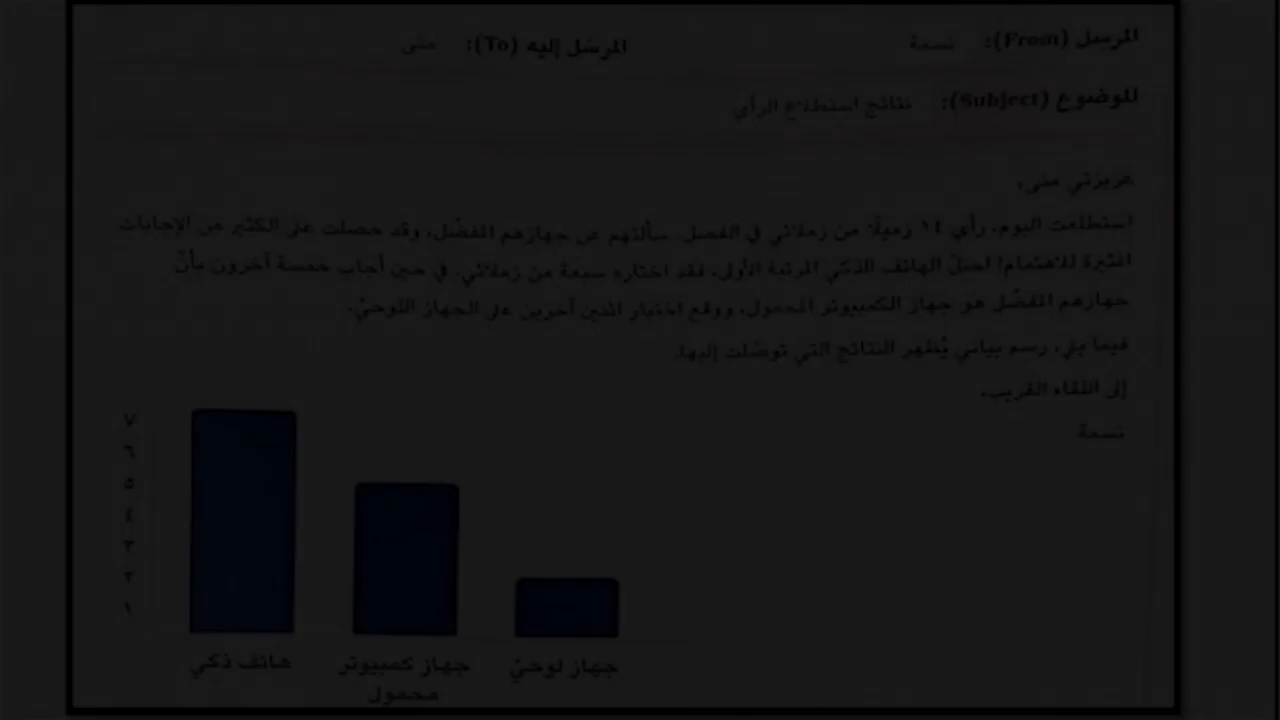 المرسل (From): نسمة المرسَل إليه (To): منى
الموضوع (Subject): نتائج استطلاع الرأي
عزيزتي منى،
استطلعت اليوم، رأي ١٤ زميلًا من زملائي في الفصل. سألتهم عن جهازهم المفضّل، وقد حصلت على الكثير من الإجابات
المثيرة للاهتمام! احتلّ الهاتف الذكي المرتبة الأولى، فقد اختاره سبعة من زملائي. في حين أجاب خمسة آخرون بأنّ
جهازهم المفضّل هو جهاز الكمبيوتر المحمول، ووقع اختيار اثنين آخرين على الجهاز اللوحيّ.
فيما يلي، رسم بياني يُظهر النتائج التي توصّلت إليها.
إلى اللقاء القريب،
نسمة
٧
٦
٥
٤
٣
٢
١
هاتف ذكي جهاز كمبيوتر جهاز لوحيّ
محمول